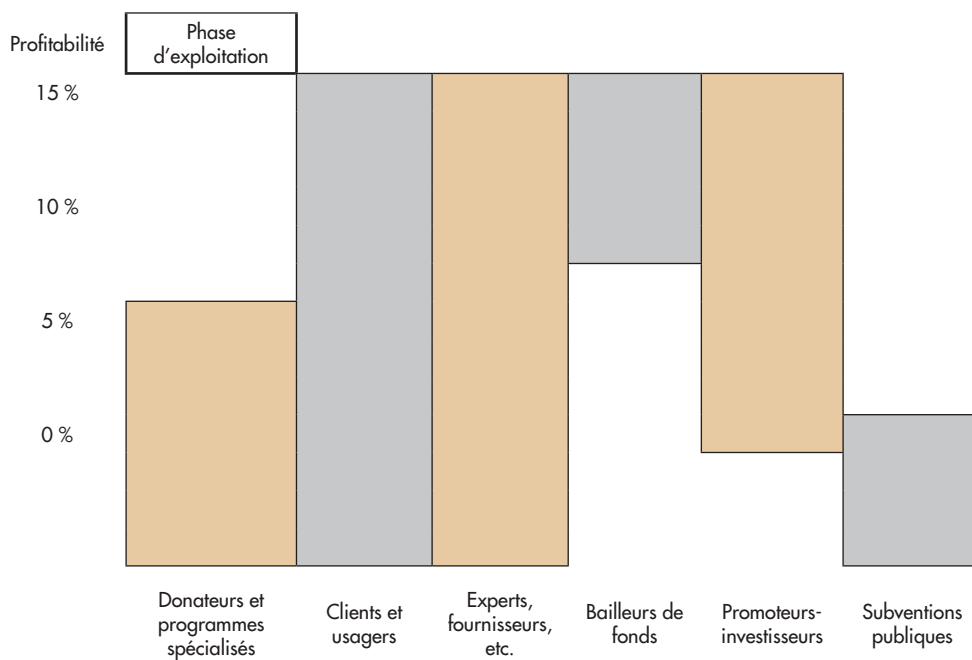 Profitabilité
Phase
d'exploitation
15 %
10 %
5 %
0 %
Donateurs et
programmes
spécialisés
Clients et
usagers
Experts,
fournisseurs,
etc.
Bailleurs de
fonds
Promoteurs-
investisseurs
Subventions
publiques